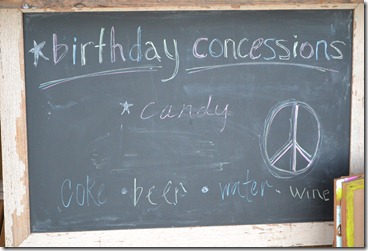 *birthday concessions
*candy
coke • beer • water • wine